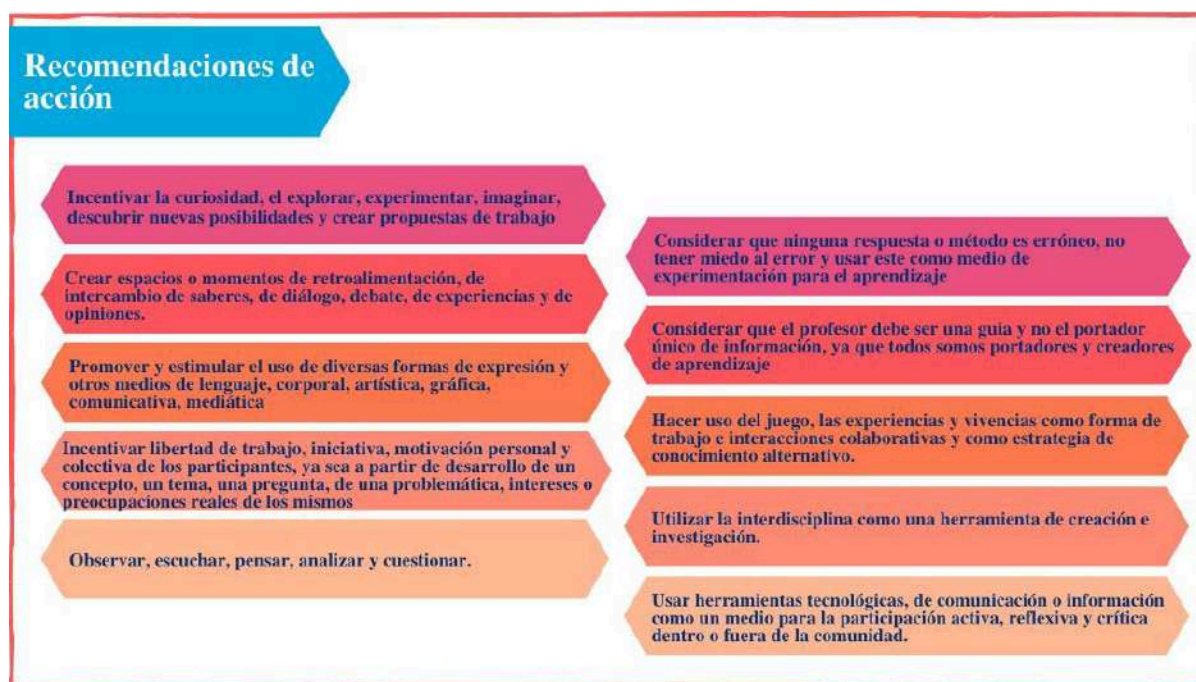 Recomendaciones de
acción
Incentivar la curiosidad, el explorar, experimentar, imaginar,
descubrir nuevas posibilidades y crear propuestas de trabajo
Crear espacios o momentos de retroalimentación, de
intercambio de saberes, de diálogo, debate, de experiencias y de
opiniones.
Promover y estimular el uso de diversas formas de expresión y
otros medios de lenguaje, corporal, artística, gráfica,
comunicativa, mediática
Incentivar libertad de trabajo, iniciativa, motivación personal y
colectiva de los participantes, ya sea a partir de desarrollo de un
concepto, un tema, una pregunta, de una problemática, intereses o
preocupaciones reales de los mismos
Observar, escuchar, pensar, analizar y cuestionar.
Considerar que ninguna respuesta o método es erróneo, no
tener miedo al error y usar éste como medio de
experimentación para el aprendizaje
Considerar que el profesor debe ser una guía y no el portador
único de información, ya que todos somos portadores y creadores
de aprendizaje
Hacer uso del juego, las experiencias y vivencias como forma de
trabajo e interacciones colaborativas y como estrategia de
conocimiento alternativo.
Utilizar la interdisciplina como una herramienta de creación e
investigación.
Usar herramientas tecnológicas, de comunicación o información
como un medio para la participación activa, reflexiva y crítica
dentro o fuera de la comunidad.